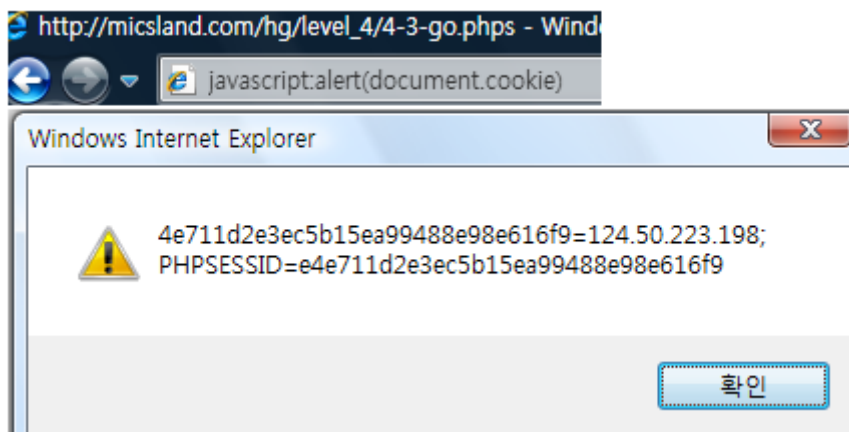 http://micsland.com/hg/level_4/4-3-go.phps - Wind
javascript:alert(document.cookie)
Windows Internet Explorer
4e711d2e3ec5b15ea99488e98e616f9=124.50.223.198;
PHPSESSID=e4e711d2e3ec5b15ea99488e98e616f9
확인